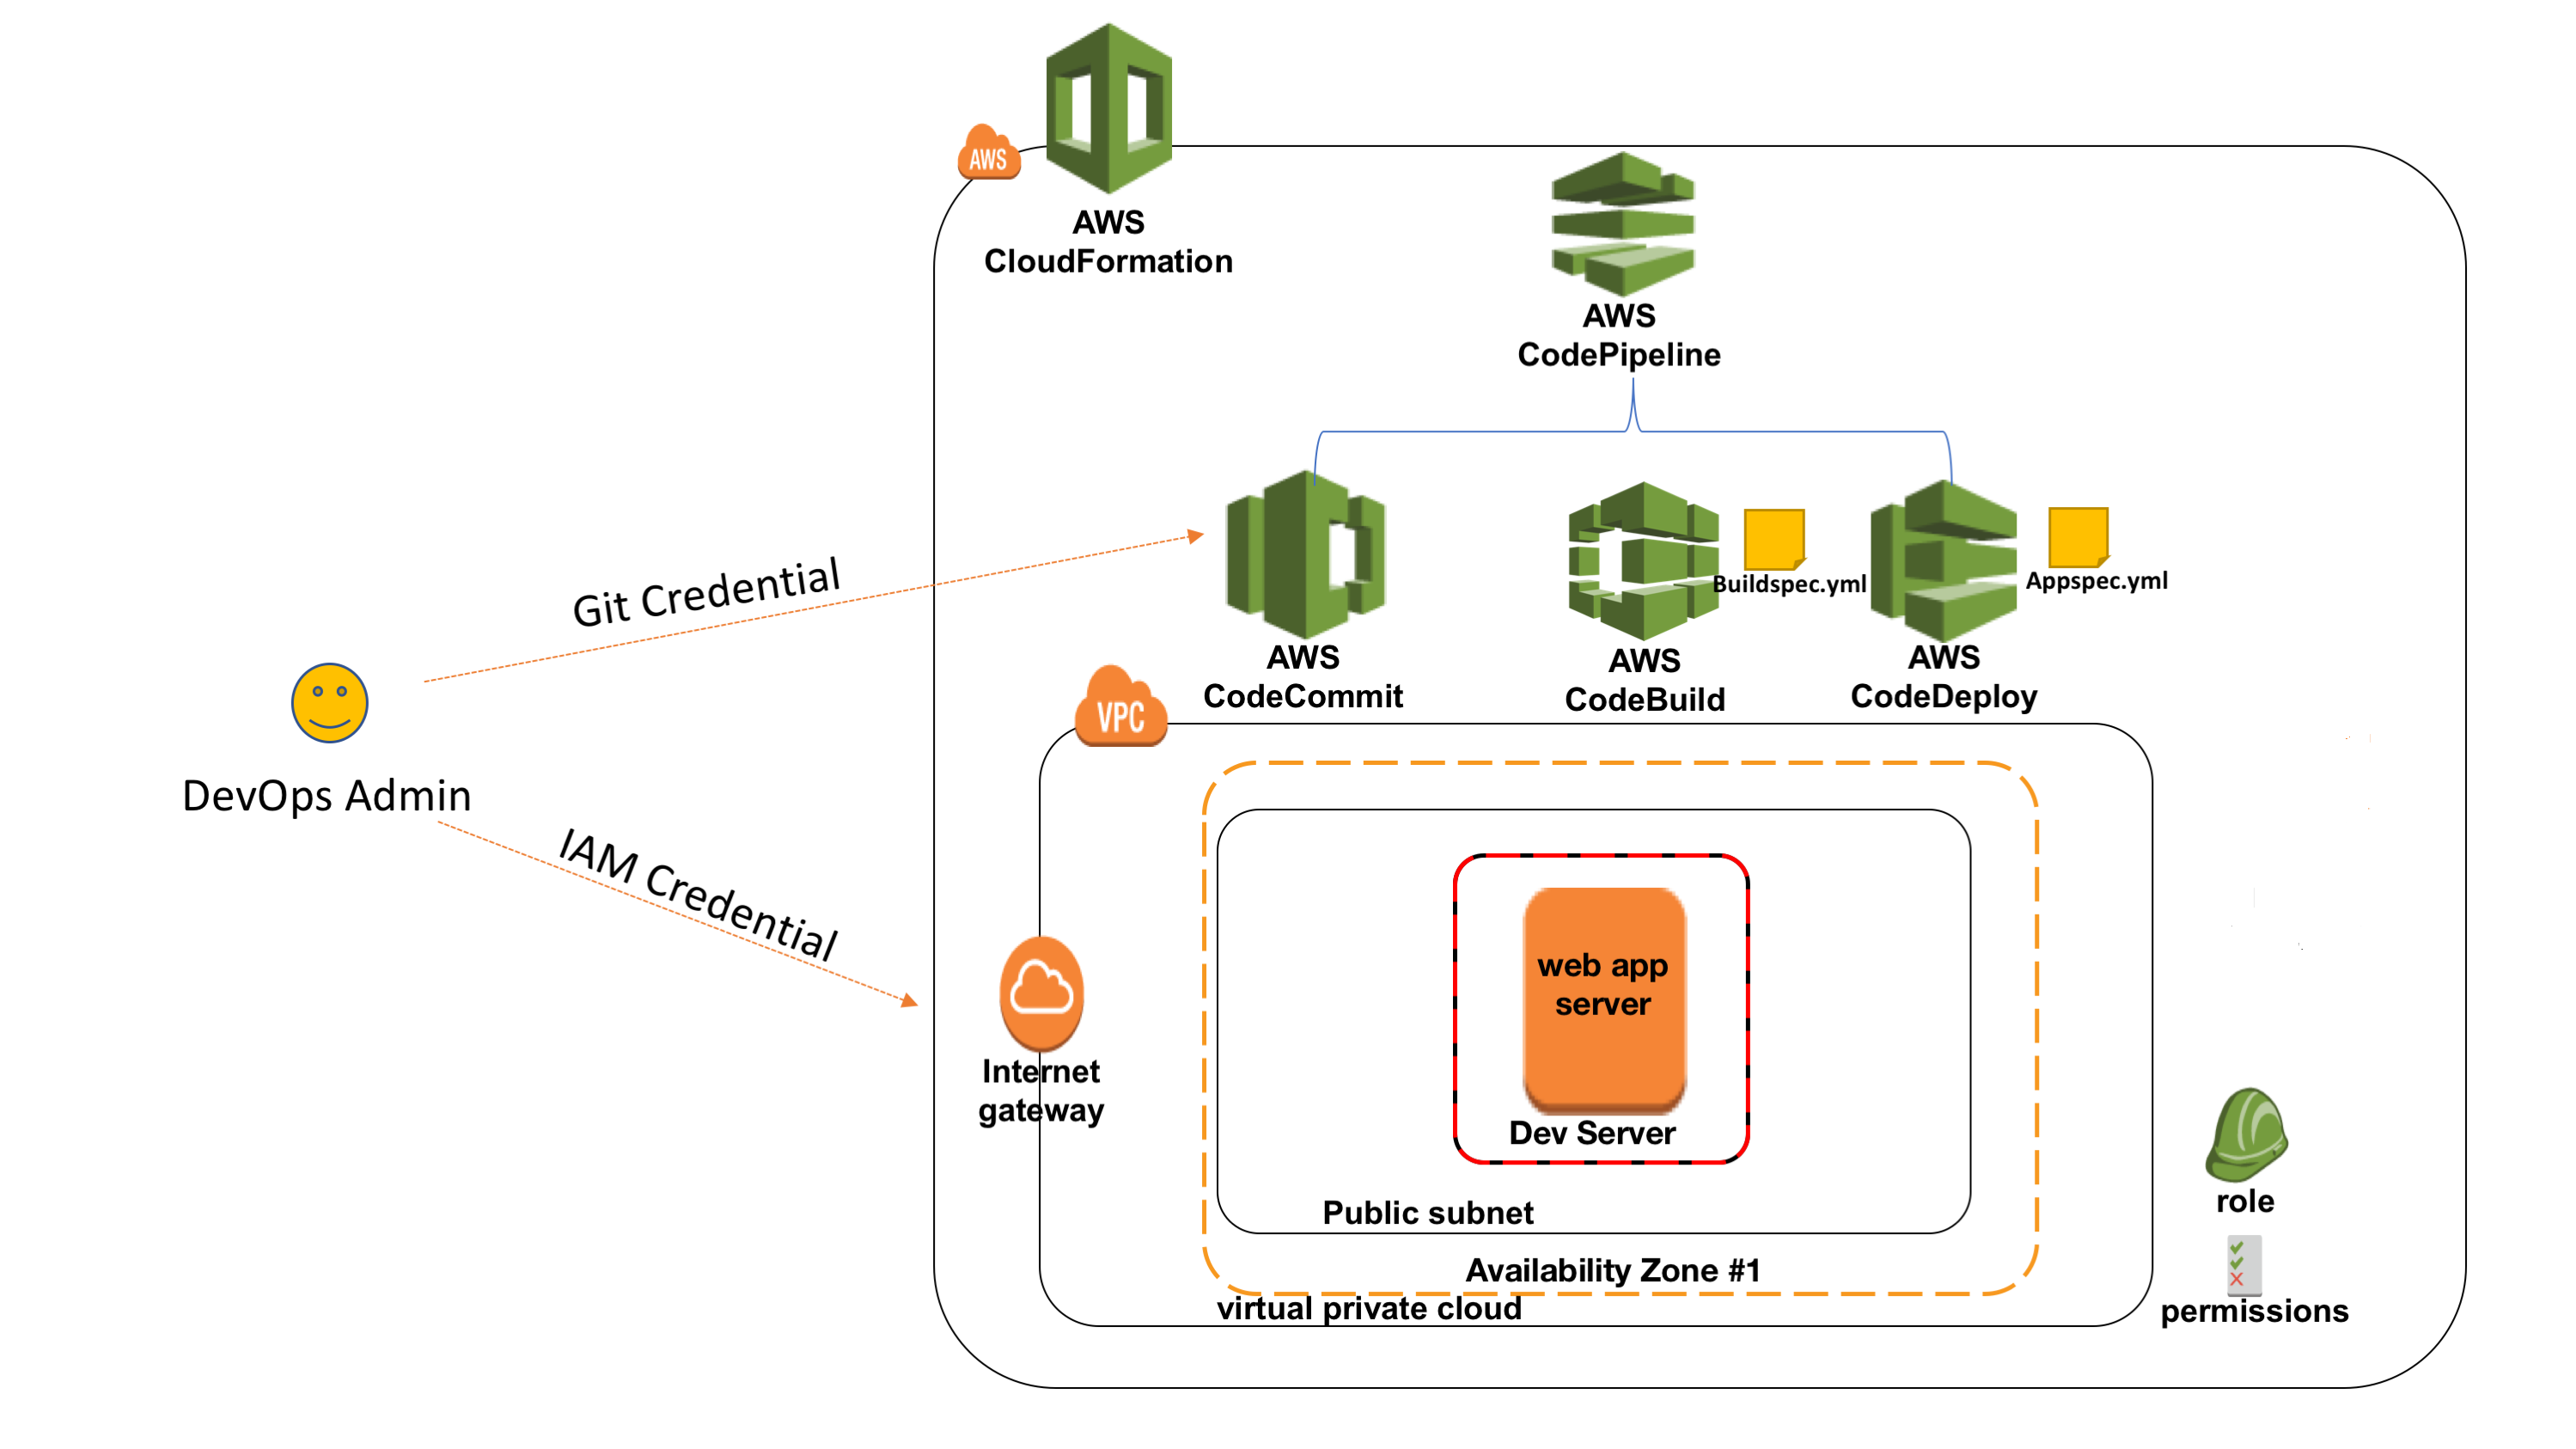 AWS
AWS
CloudFormation
AWS
CodePipeline
Git Credential
Buildspec.yml
Appspec.yml
AWS
CodeCommit
AWS
CodeBuild
AWS
CodeDeploy
VPC
DevOps Admin
IAM Credential
web app
server
Internet
gateway
Dev Server
Public subnet
role
Availability Zone #1
virtual private cloud
permissions